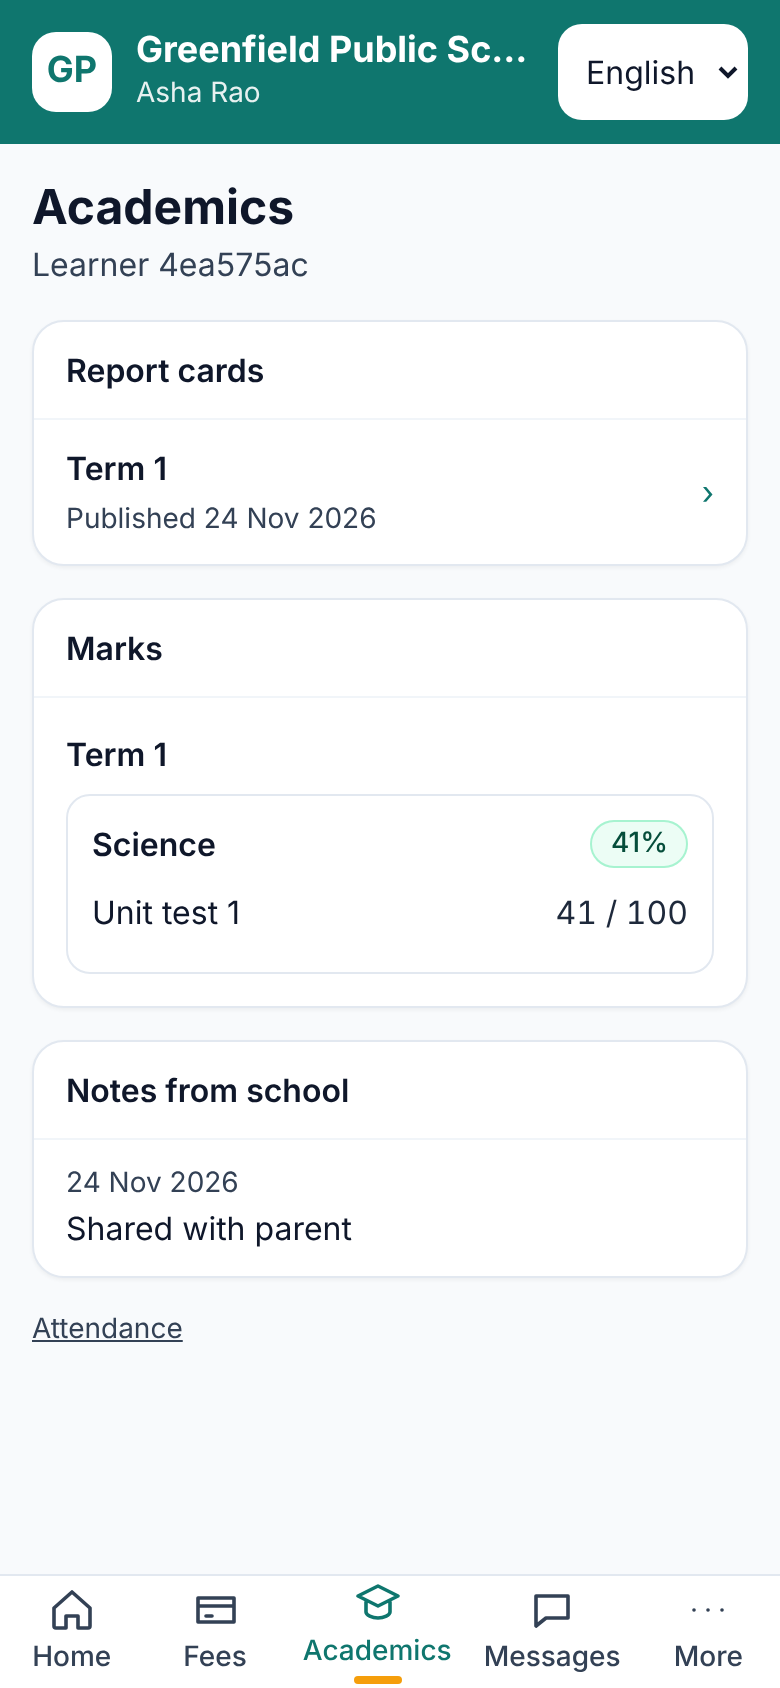 GP
Greenfield Public Sc...
Asha Rao
English
Academics
Learner 4ea575ac
Report cards
Term 1
Published 24 Nov 2026
›
Marks
Term 1
Science
41%
Unit test 1
41 / 100
Notes from school
24 Nov 2026
Shared with parent
Attendance
Home
Fees
Academics
Messages
More